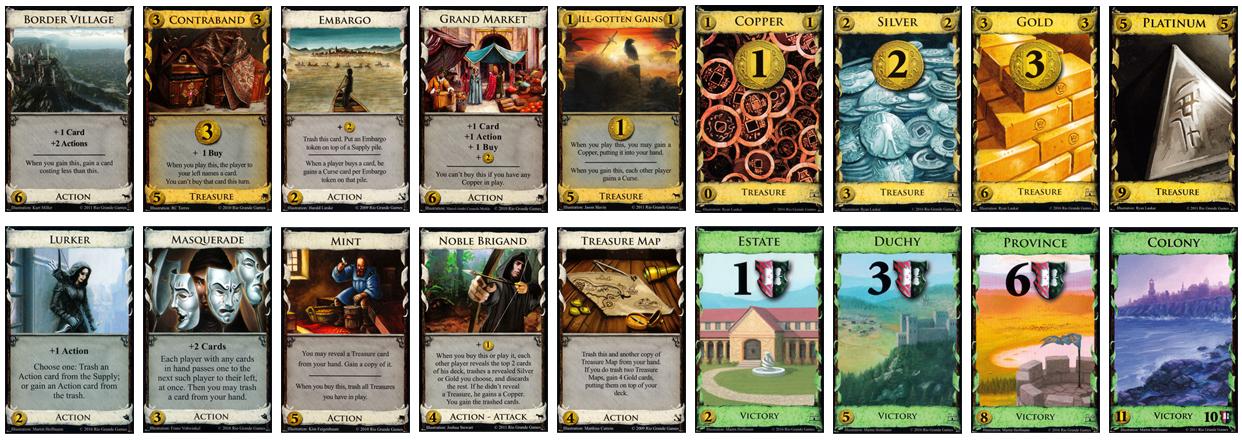 BORDER VILLAGE
+1 Card
+2 Actions
When you gain this, gain a card
costing less than this.
6 ACTION
3 CONTRABAND 3
3
+ 1 Buy
When you play this, the player to
your left names a card.
You can't buy that card this turn.
5 TREASURE
EMBARGO
+ 2
Trash this card. Put an Embargo
token on top of a Supply pile.
When a player buys a card, he
gains a Curse card per Embargo
token on that pile.
2 ACTION
GRAND MARKET
+1 Card
+1 Action
+ 1 Buy
+ 2
You can't buy this if you have any
Copper in play.
6 ACTION
1 ILL-GOTTEN GAINS 1
1
When you play this, you may gain a
Copper, putting it into your hand.
When you gain this, each other player
gains a Curse.
5 TREASURE
1 COPPER 1
1
0 TREASURE
2 SILVER 2
2
3 TREASURE
3 GOLD 3
3
6 TREASURE
5 PLATINUM 5
9 TREASURE
LURKER
+1 Action
Choose one: Trash an
Action card from the Supply;
or gain an Action card from
the trash.
2 ACTION
MASQUERADE
+2 Cards
Each player with any cards
in hand passes one to the
next such player to their left,
at once. Then you may trash
a card from your hand.
3 ACTION
MINT
You may reveal a Treasure card
from your hand. Gain a copy of it.
When you buy this, trash all Treasures
you have in play.
5 ACTION
NOBLE BRIGAND
+ 1
When you buy this or play it, each
other player reveals the top 2 cards
of his deck, trashes a revealed Silver
or Gold you choose, and discards
the rest. If he didn't reveal
a Treasure, he gains a Copper.
You gain the trashed cards.
4 ACTION - ATTACK
TREASURE MAP
Trash this and another copy of
Treasure Map from your hand.
If you do trash two Treasure
Maps, gain 4 Gold cards,
putting them on top of your
deck.
4 ACTION
ESTATE
1
2 VICTORY
DUCHY
3
5 VICTORY
PROVINCE
6
8 VICTORY
COLONY
11 VICTORY 10